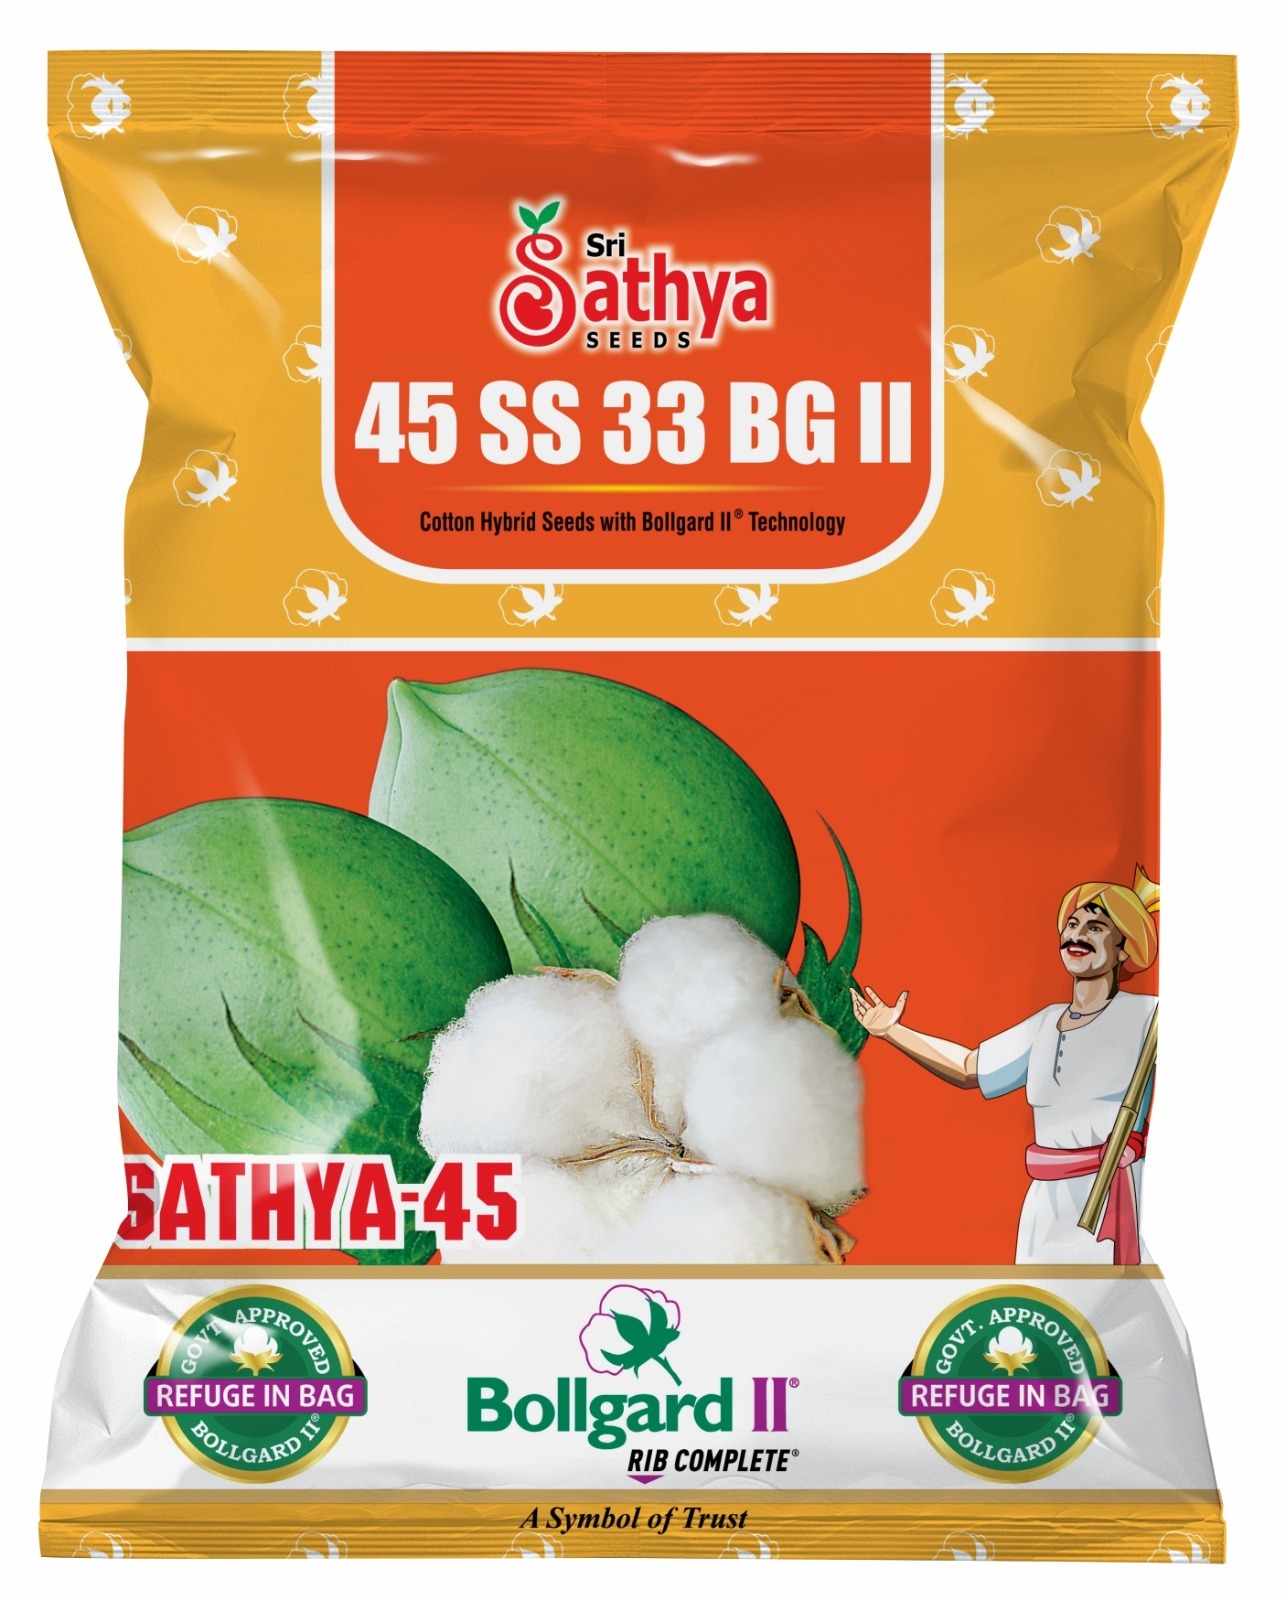 Sri
Sathya
SEEDS
45 SS 33 BG II
Cotton Hybrid Seeds with Bollgard II® Technology
SATHYA-45
GOVT. APPROVED
REFUGE IN BAG
BOLLGARD II®
Bollgard II®
RIB COMPLETE®
GOVT. APPROVED
REFUGE IN BAG
BOLLGARD II®
A Symbol of Trust